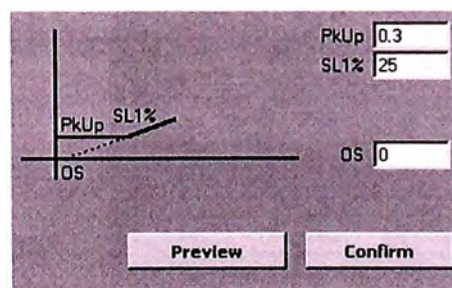 PkUp 0.3
SL1% 25
PkUp SL1%
OS 0
OS
Preview Confirm